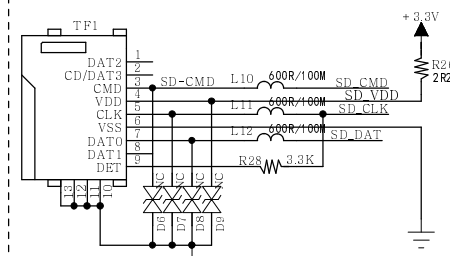 TF1
+3.3V
DAT2 1
CD/DAT3 2
CMD 3 SD-CMD L10 600R/100M SD_CMD
VDD 4 SD_VDD
CLK 5 L11 600R/100M SD_CLK
VSS 6
DAT0 7 L12 600R/100M SD_DAT
DAT1 8
DET 9 R28 3.3K
2R2
13 12 11 10
NC NC NC NC
D6 D7 D8 D9